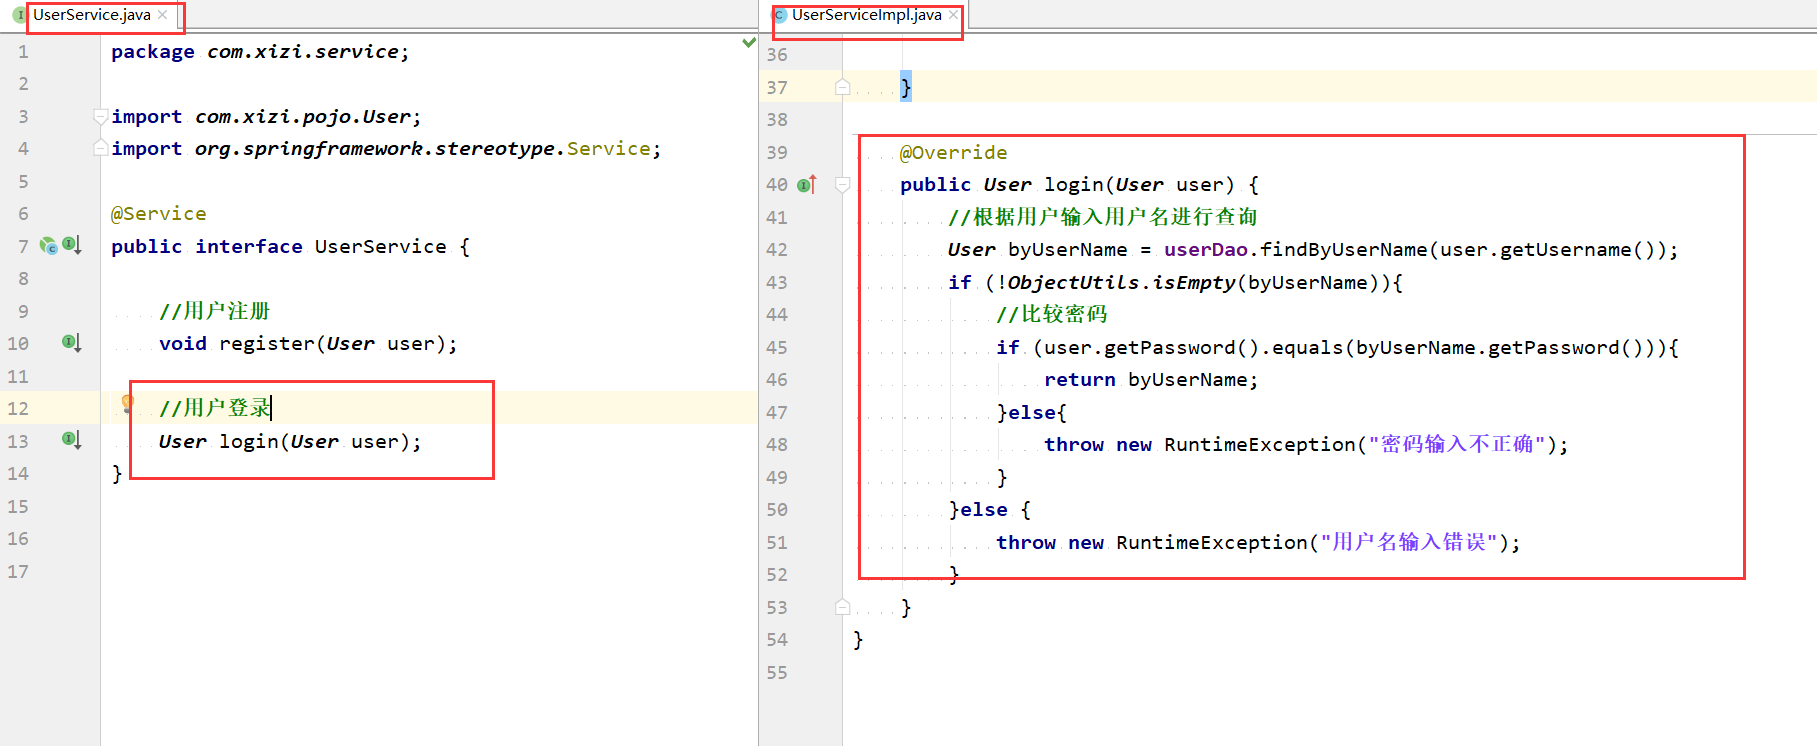 UserService.java
1 package com.xizi.service;
2
3 import com.xizi.pojo.User;
4 import org.springframework.stereotype.Service;
5
6 @Service
7 public interface UserService {
8
9 //用户注册
10 void register(User user);
11
12 //用户登录
13 User login(User user);
14 }
15
16
17
UserServiceImpl.java
36
37 }
38
39 @Override
40 public User login(User user) {
41 //根据用户输入用户名进行查询
42 User byUserName = userDao.findByUserName(user.getUsername());
43 if (!ObjectUtils.isEmpty(byUserName)){
44 //比较密码
45 if (user.getPassword().equals(byUserName.getPassword())){
46 return byUserName;
47 }else{
48 throw new RuntimeException("密码输入不正确");
49 }
50 }else {
51 throw new RuntimeException("用户名输入错误");
52 }
53 }
54 }
55